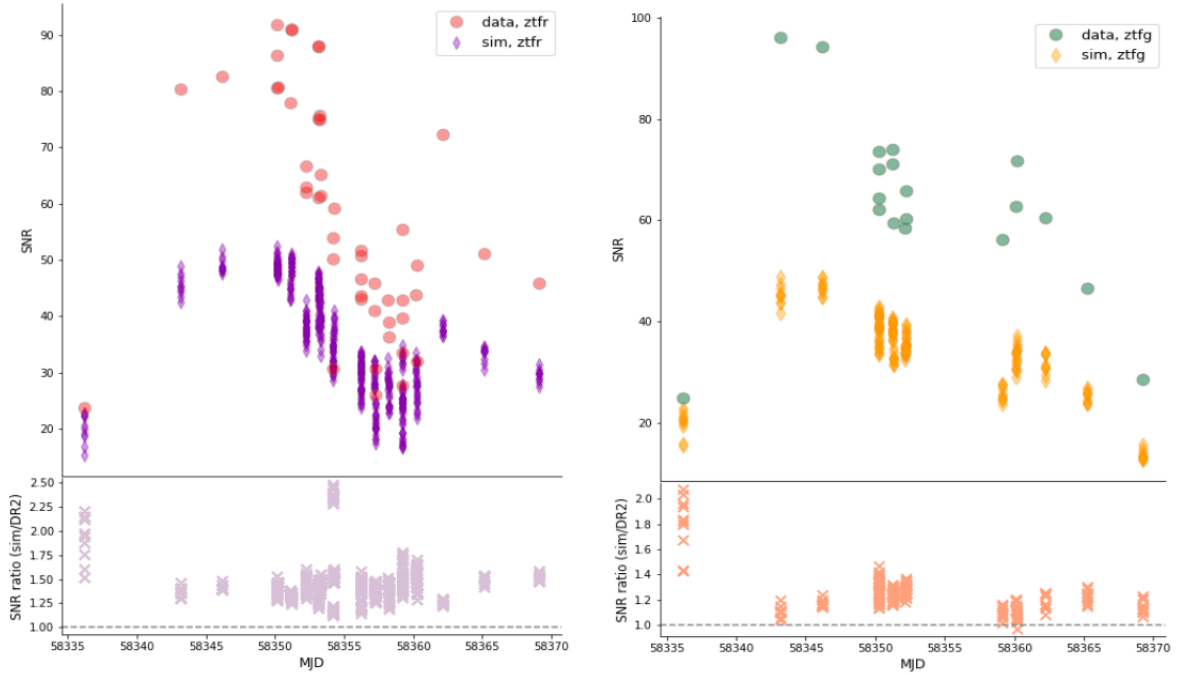 data, ztfr
sim, ztfr
90
80
70
60
50
40
30
20
SNR
2.50
2.25
2.00
1.75
1.50
1.25
1.00
SNR ratio (sim/DR2)
58335 58340 58345 58350 58355 58360 58365 58370
MJD
data, ztfg
sim, ztfg
100
80
60
40
20
SNR
2.0
1.8
1.6
1.4
1.2
1.0
SNR ratio (sim/DR2)
58335 58340 58345 58350 58355 58360 58365 58370
MJD